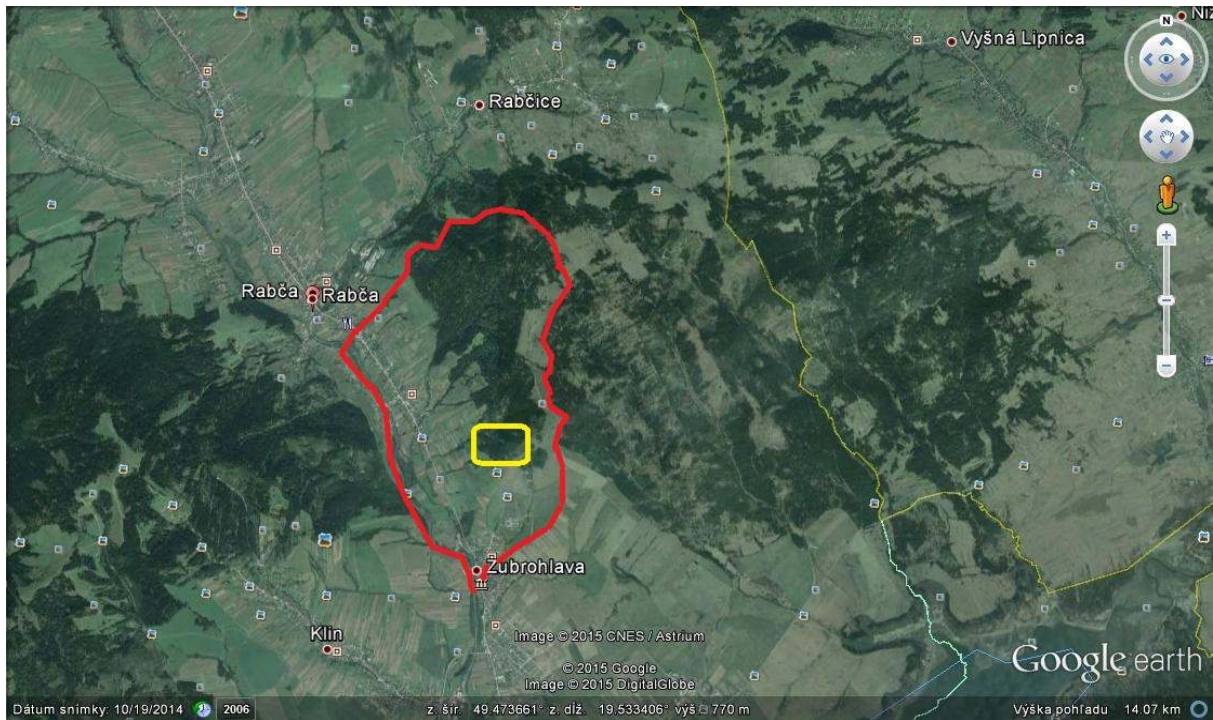 Niž
N
Vyšná Lipnica
Rabčice
Rabča
Rabča
Zubrohlava
Klin
Image © 2015 CNES / Astrium
© 2015 Google
Image © 2015 DigitalGlobe
Google earth
Dátum snímky: 10/19/2014 2006 z. šír. 49.473661° z. dĺž. 19.533406° výš 770 m Výška pohľadu 14.07 km